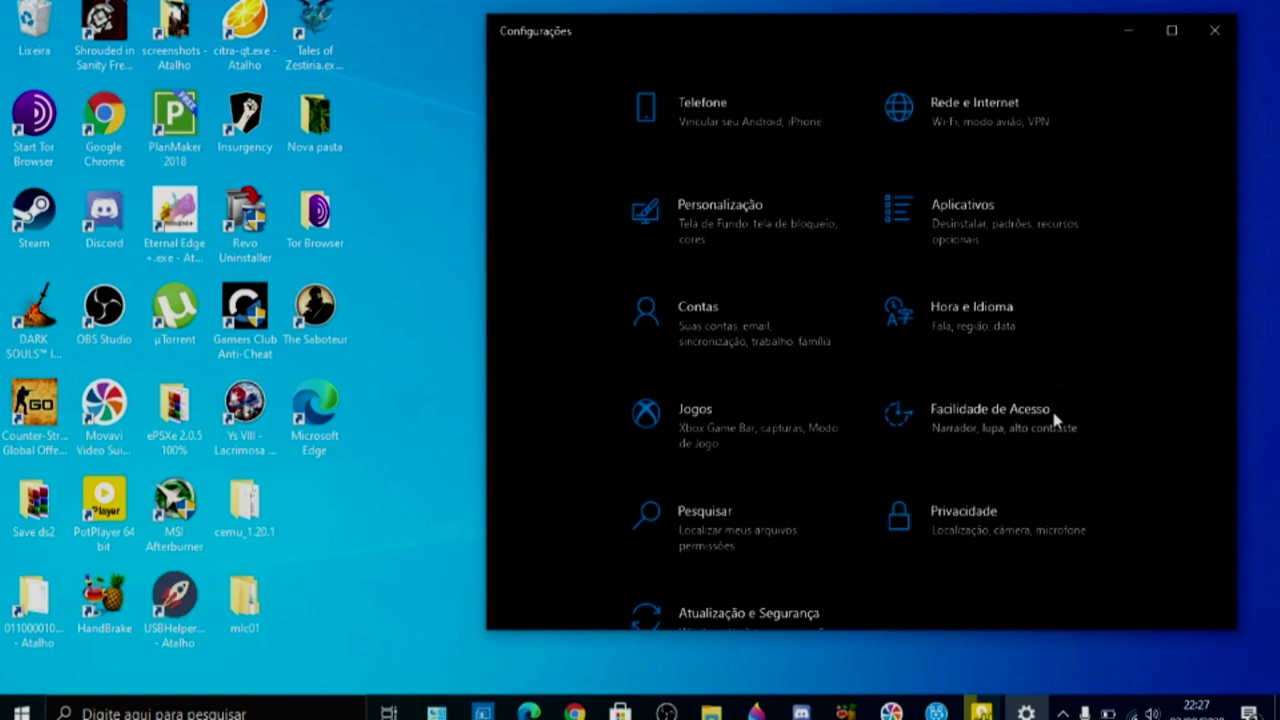 Lixeira
Shrouded in
Sanity Fre...
screenshots -
Atalho
citra-qt.exe -
Atalho
Tales of
Zestiria.ex...
Start Tor
Browser
Google
Chrome
FREE
PlanMaker
2018
Insurgency
Nova pasta
Steam
Discord
Eternal Edge
+.exe - At...
Revo
Uninstaller
Tor Browser
DARK
SOULS™ I...
OBS Studio
µTorrent
Gamers Club
Anti-Cheat
The Saboteur
GO
Counter-Str...
Global Offe...
Movavi
Video Sui...
ePSXe 2.0.5
100%
Ys VIII -
Lacrimosa ...
Microsoft
Edge
Save ds2
Player
PotPlayer 64
bit
MSI
Afterburner
cemu_1.20.1
011000010...
- Atalho
HandBrake
USBHelper...
- Atalho
mlc01
Configurações
Telefone
Vincular seu Android, iPhone
Rede e Internet
Wi-Fi, modo avião, VPN
Personalização
Tela de Fundo, tela de bloqueio,
cores
Aplicativos
Desinstalar, padrões, recursos
opcionais
Contas
Suas contas, email,
sincronização, trabalho, família
Hora e Idioma
Fala, região, data
Jogos
Xbox Game Bar, capturas, Modo
de Jogo
Facilidade de Acesso
Narrador, lupa, alto contraste
Pesquisar
Localizar meus arquivos,
permissões
Privacidade
Localização, câmera, microfone
Atualização e Segurança
Digite aqui para pesquisar
22:27